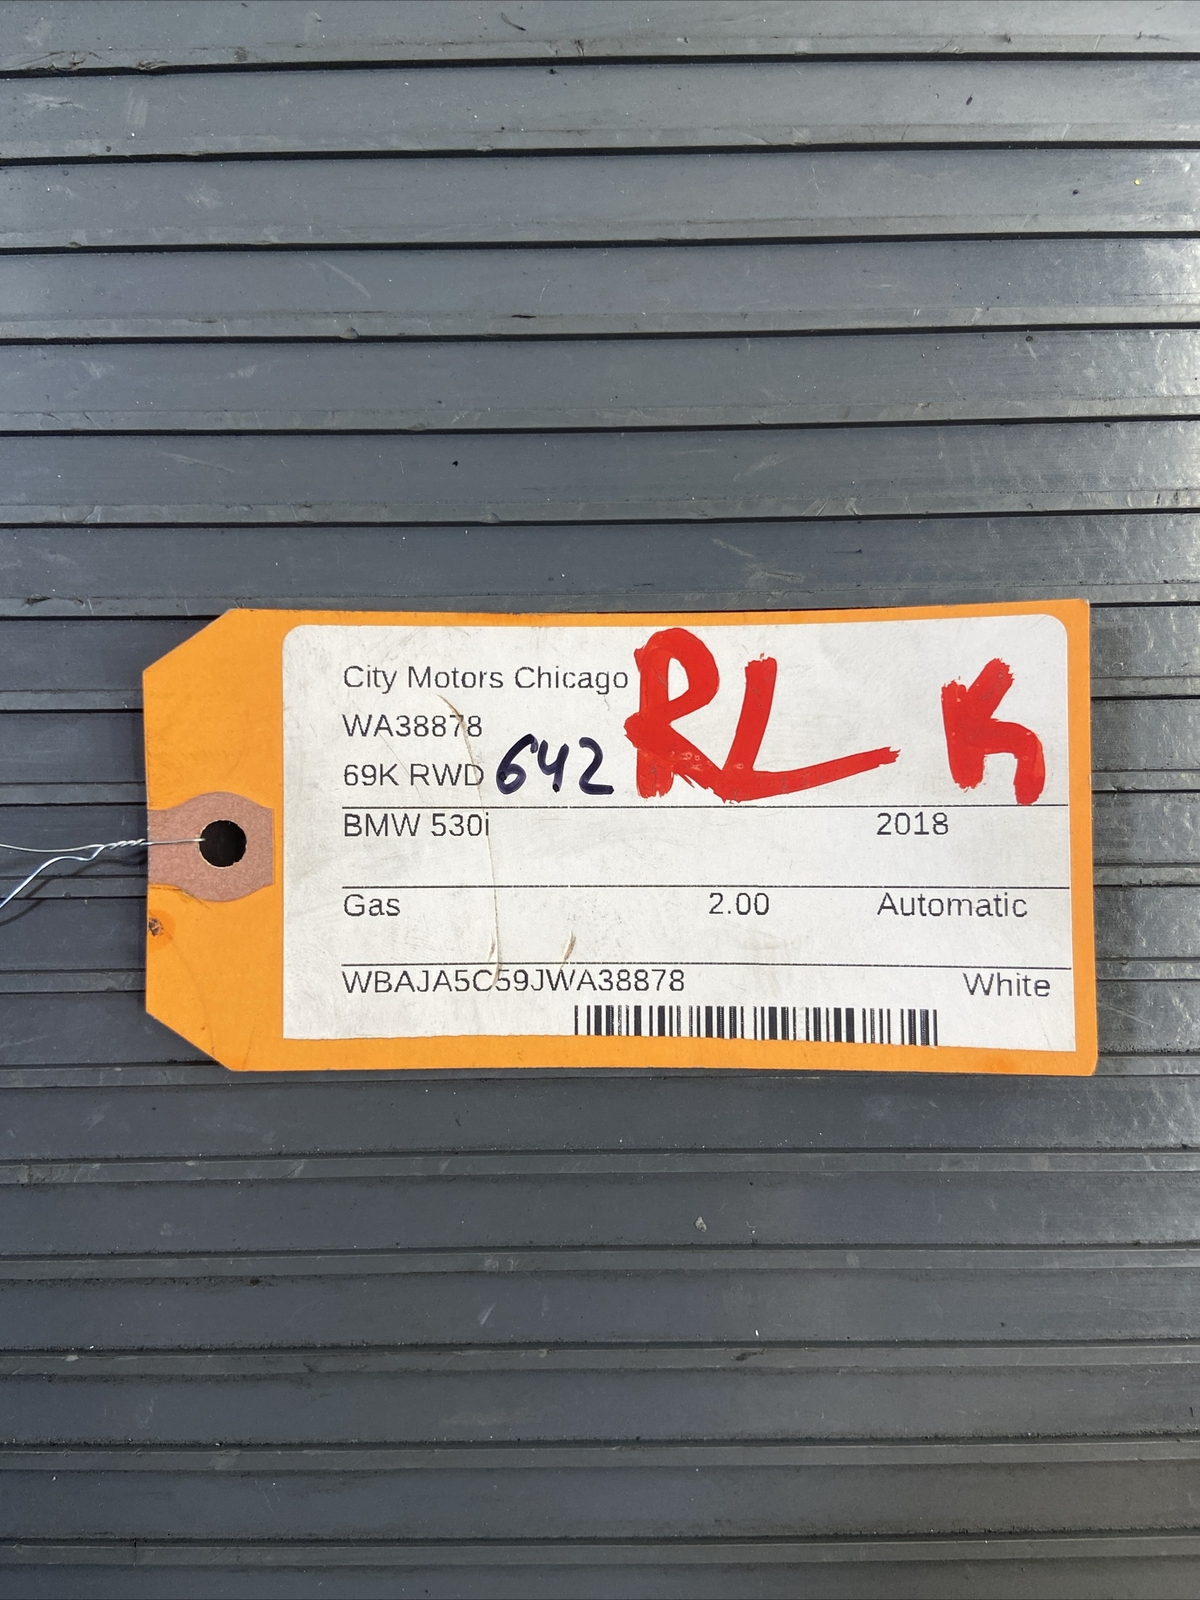 City Motors Chicago RL K
WA38878
69K RWD 642
BMW 530i 2018
Gas 2.00 Automatic
WBAJA5C59JWA38878 White